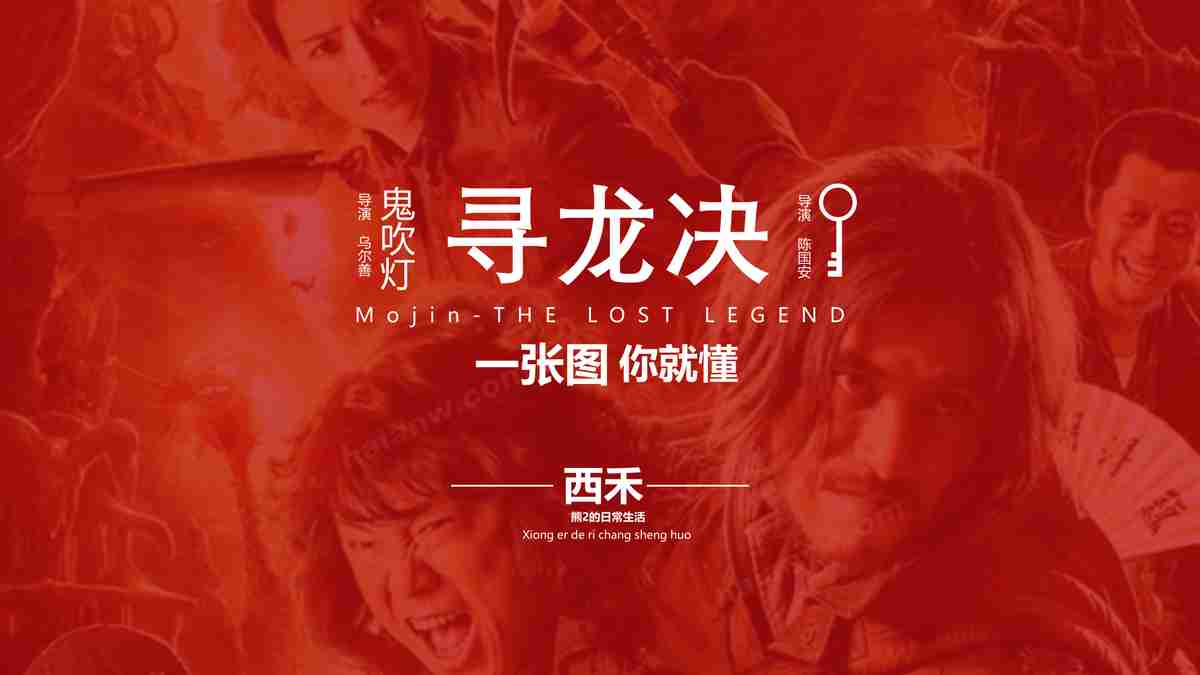 导演 乌尔善
鬼吹灯
寻龙决
导演 陈国安
Mojin-THE LOST LEGEND
一张图 你就懂
西禾
熊2的日常生活
Xiong er de ri chang sheng huo